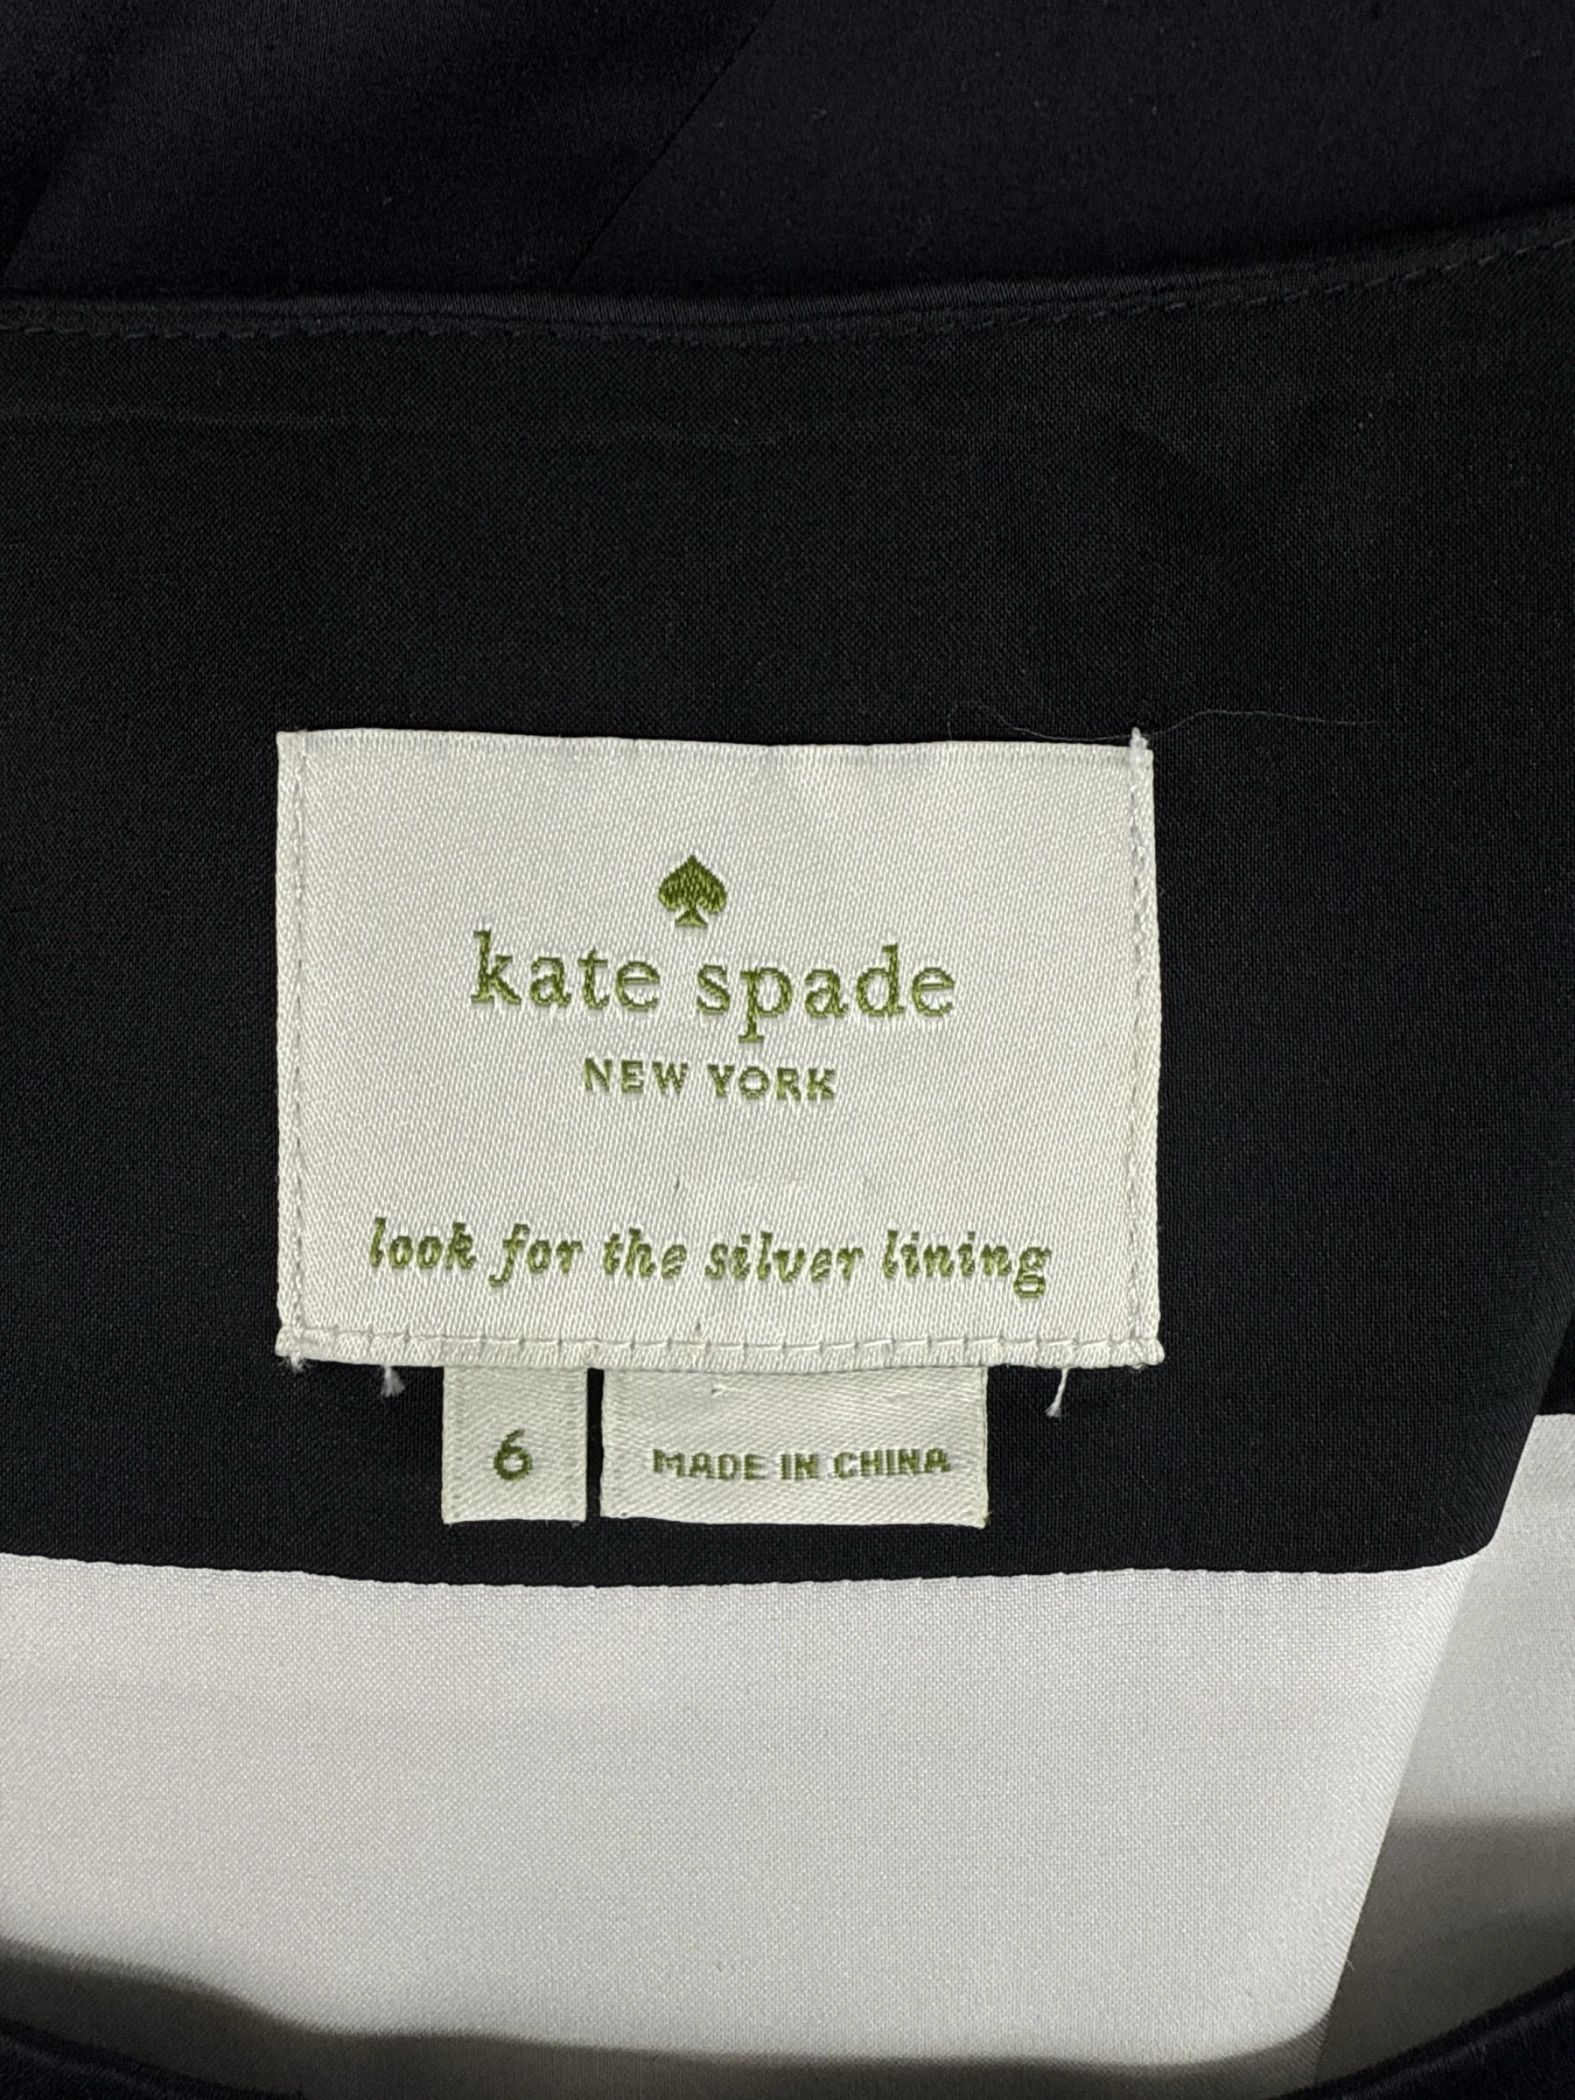 kate spade
NEW YORK
look for the silver lining
6
MADE IN CHINA